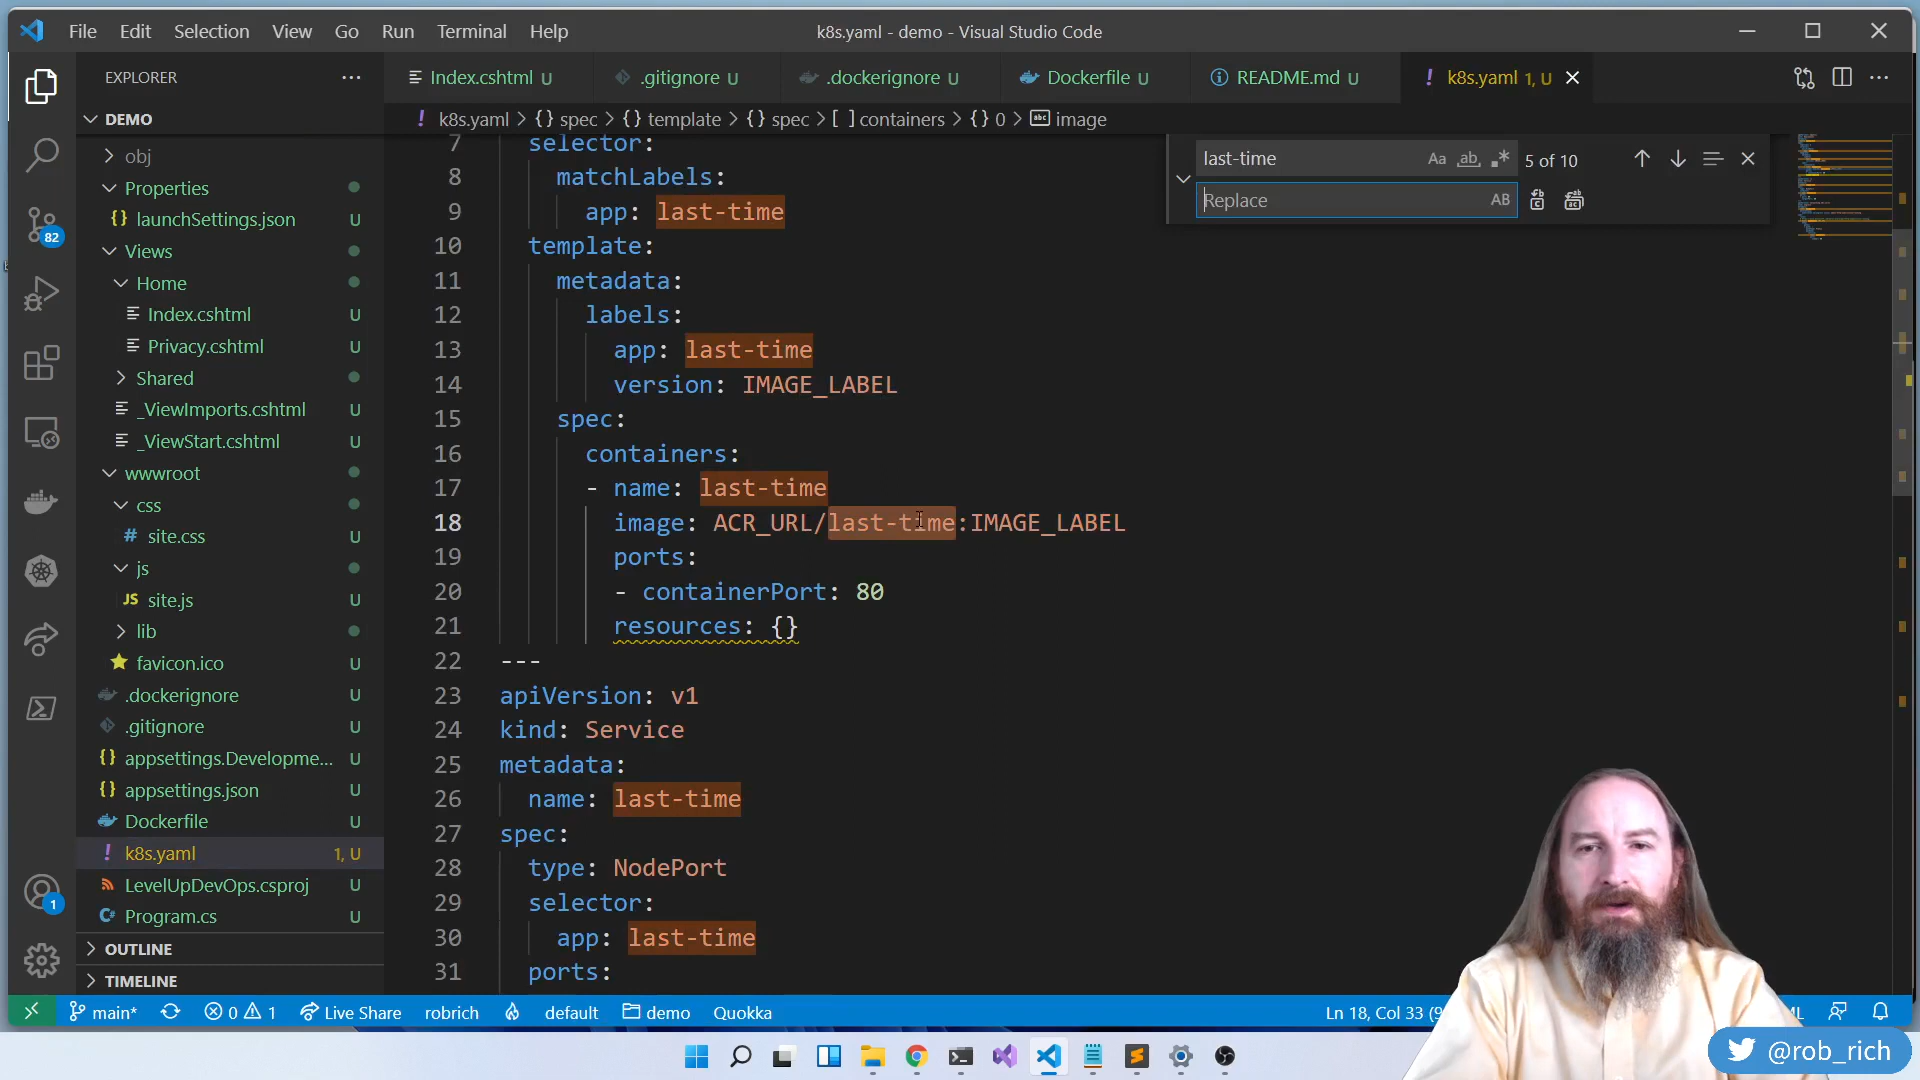 File Edit Selection View Go Run Terminal Help
k8s.yaml - demo - Visual Studio Code
EXPLORER
Index.cshtml U
.gitignore U
.dockerignore U
Dockerfile U
README.md U
k8s.yaml 1, U
DEMO
k8s.yaml > {} spec > {} template > {} spec > [ ] containers > {} 0 > abc image
obj
Properties
launchSettings.json U
Views
Home
Index.cshtml U
Privacy.cshtml U
Shared
_ViewImports.cshtml U
_ViewStart.cshtml U
wwwroot
css
site.css U
js
JS site.js U
lib
favicon.ico U
.dockerignore U
.gitignore U
appsettings.Developme... U
appsettings.json U
Dockerfile U
k8s.yaml 1, U
LevelUpDevOps.csproj U
Program.cs U
OUTLINE
TIMELINE
82
1
last-time Aa ab 5 of 10
Replace AB
7 selector:
8 matchLabels:
9 app: last-time
10 template:
11 metadata:
12 labels:
13 app: last-time
14 version: IMAGE_LABEL
15 spec:
16 containers:
17 - name: last-time
18 image: ACR_URL/last-time:IMAGE_LABEL
19 ports:
20 - containerPort: 80
21 resources: {}
22 ---
23 apiVersion: v1
24 kind: Service
25 metadata:
26 name: last-time
27 spec:
28 type: NodePort
29 selector:
30 app: last-time
31 ports:
main* 0 1 Live Share robrich default demo Quokka Ln 18, Col 33
@rob_rich